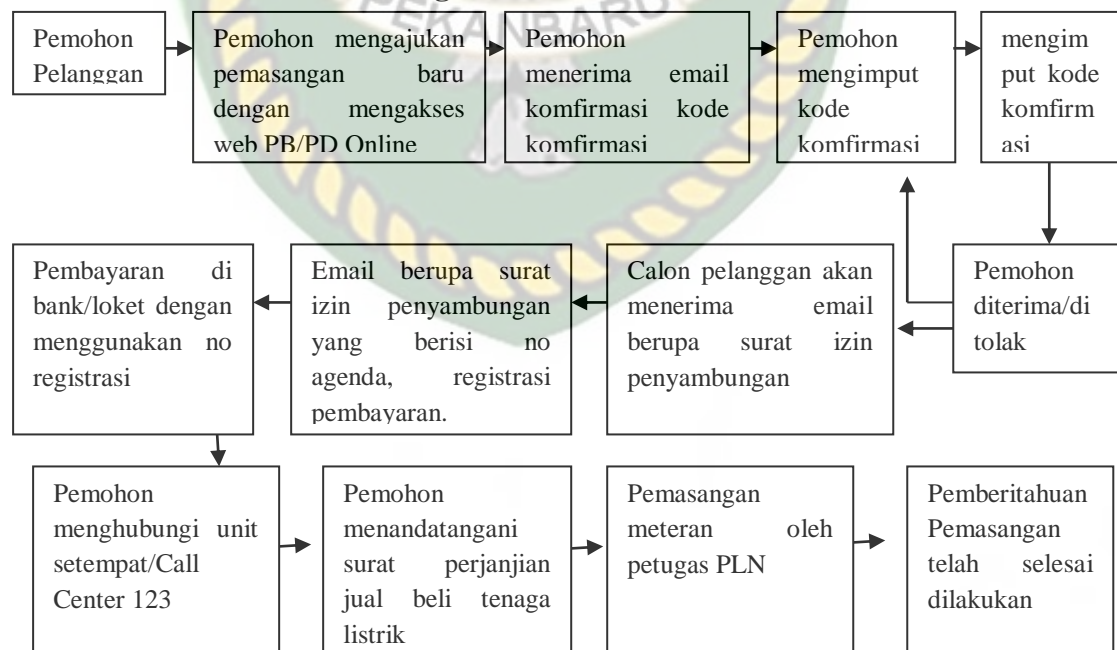 PEKANBARU
Pemohon
Pelanggan
Pemohon mengajukan
pemasangan baru
dengan mengakses
web PB/PD Online
Pemohon
menerima email
komfirmasi kode
komfirmasi
Pemohon
mengimput
kode
komfirmasi
mengim
put kode
komfirm
asi
Pembayaran di
bank/loket dengan
menggunakan no
registrasi
Email berupa surat
izin penyambungan
yang berisi no
agenda, registrasi
pembayaran.
Calon pelanggan akan
menerima email
berupa surat izin
penyambungan
Pemohon
diterima/di
tolak
Pemohon
menghubungi unit
setempat/Call
Center 123
Pemohon
menandatangani
surat perjanjian
jual beli tenaga
listrik
Pemasangan
meteran oleh
petugas PLN
Pemberitahuan
Pemasangan
telah selesai
dilakukan